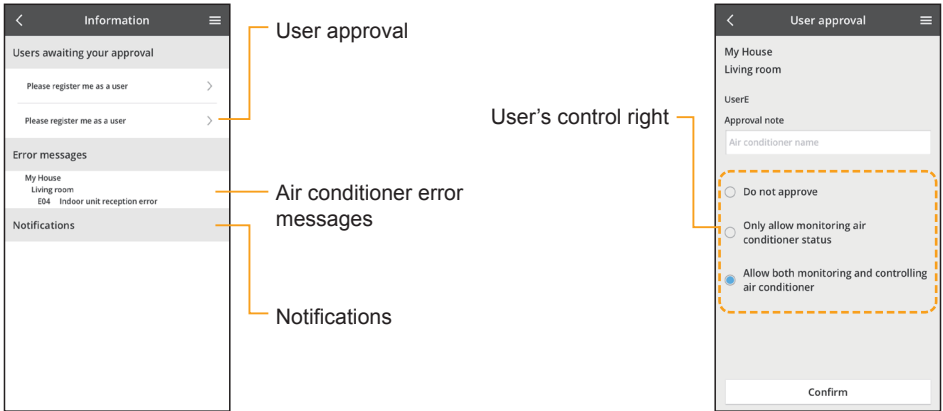 Information
Users awaiting your approval
Please register me as a user
Please register me as a user
Error messages
My House
Living room
E04 Indoor unit reception error
Notifications
User approval
Air conditioner error
messages
Notifications
User's control right
User approval
My House
Living room
UserE
Approval note
Air conditioner name
Do not approve
Only allow monitoring air
conditioner status
Allow both monitoring and controlling
air conditioner
Confirm